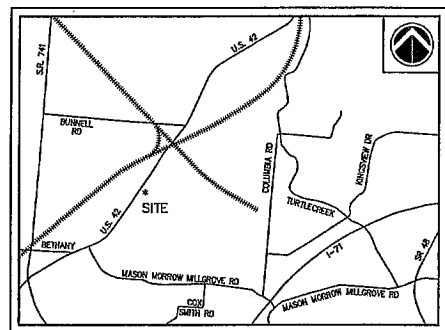 S.R. 741
U.S. 42
BUNNELL
RD
COLUMBIA RD
KINGSVIEW DR
U.S. 42
*
SITE
TURTLECREEK
BETHANY
I-71
SR 48
MASON MORROW MILLGROVE RD
COX
SMITH RD
MASON MORROW MILLGROVE RD